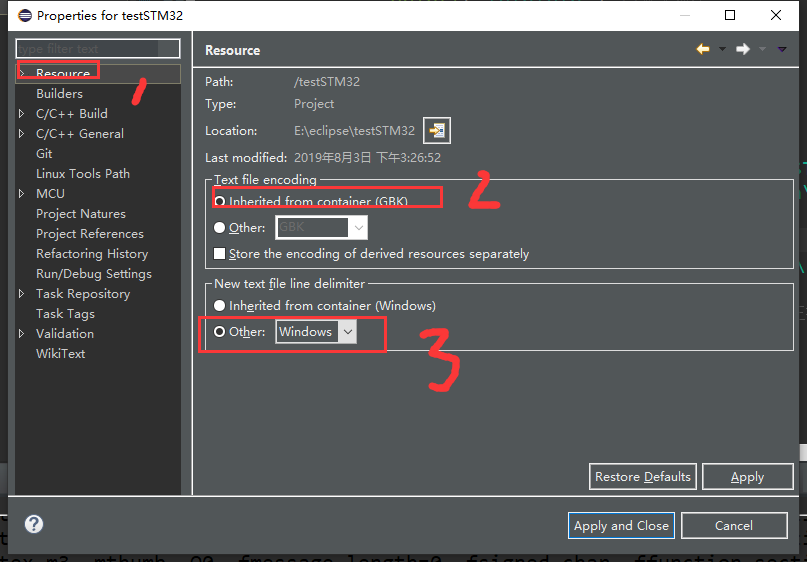 Properties for testSTM32
type filter text
Resource
Builders
C/C++ Build
C/C++ General
Git
Linux Tools Path
MCU
Project Natures
Project References
Refactoring History
Run/Debug Settings
Task Repository
Task Tags
Validation
WikiText
1
Resource
Path: /testSTM32
Type: Project
Location: E:\eclipse\testSTM32
Last modified: 2019年8月3日 下午3:26:52
Text file encoding
2
Inherited from container (GBK)
Other: GBK
Store the encoding of derived resources separately
New text file line delimiter
Inherited from container (Windows)
Other: Windows
3
Restore Defaults Apply
?
Apply and Close Cancel